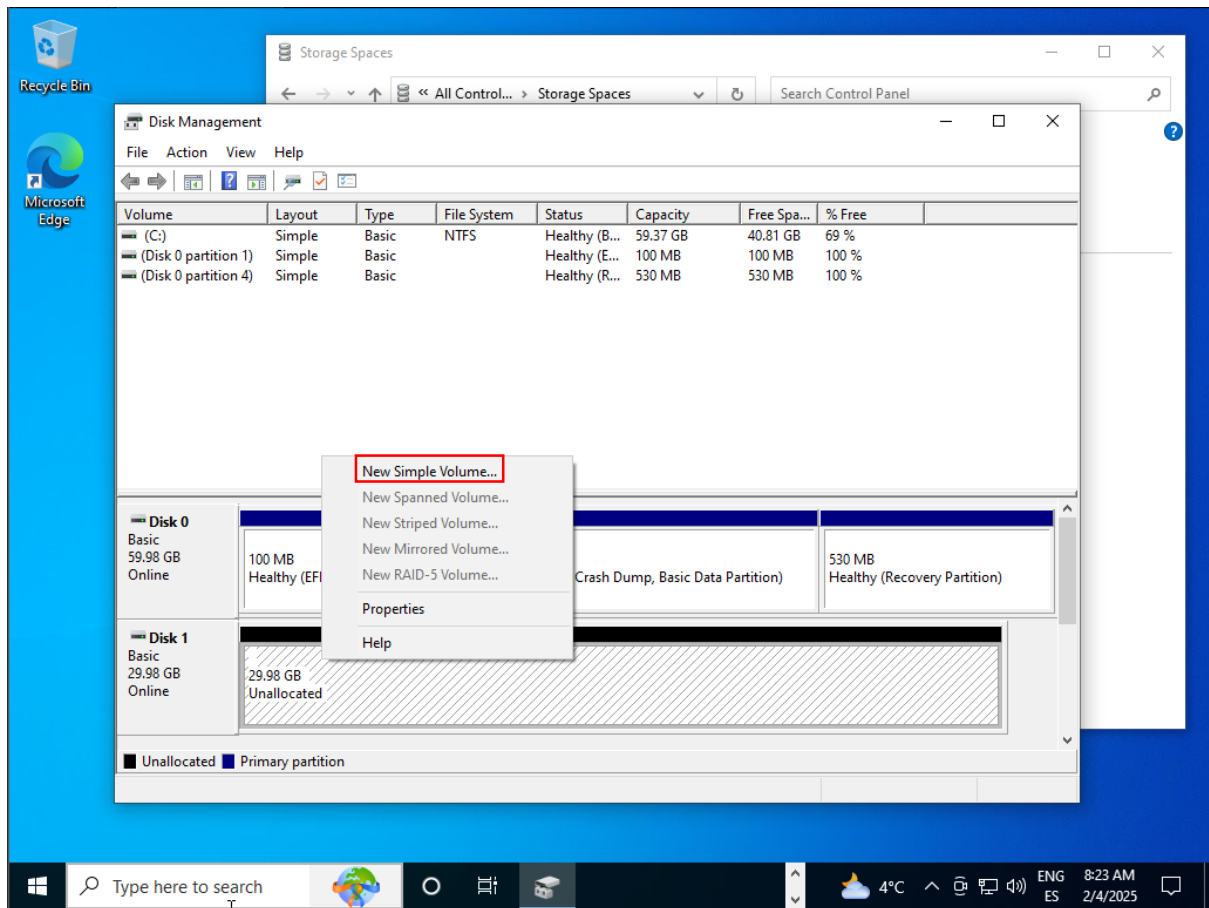 Recycle Bin
Microsoft
Edge
Storage Spaces
« All Control... › Storage Spaces
Search Control Panel
?
Disk Management
File Action View Help
?
Volume Layout Type File System Status Capacity Free Spa... % Free
(C:) Simple Basic NTFS Healthy (B... 59.37 GB 40.81 GB 69 %
(Disk 0 partition 1) Simple Basic Healthy (E... 100 MB 100 MB 100 %
(Disk 0 partition 4) Simple Basic Healthy (R... 530 MB 530 MB 100 %
New Simple Volume...
New Spanned Volume...
New Striped Volume...
New Mirrored Volume...
New RAID-5 Volume...
Properties
Help
Disk 0
Basic
59.98 GB
Online
100 MB
Healthy (EFI
Crash Dump, Basic Data Partition)
530 MB
Healthy (Recovery Partition)
Disk 1
Basic
29.98 GB
Online
29.98 GB
Unallocated
Unallocated Primary partition
Type here to search
4°C
ENG
ES
8:23 AM
2/4/2025